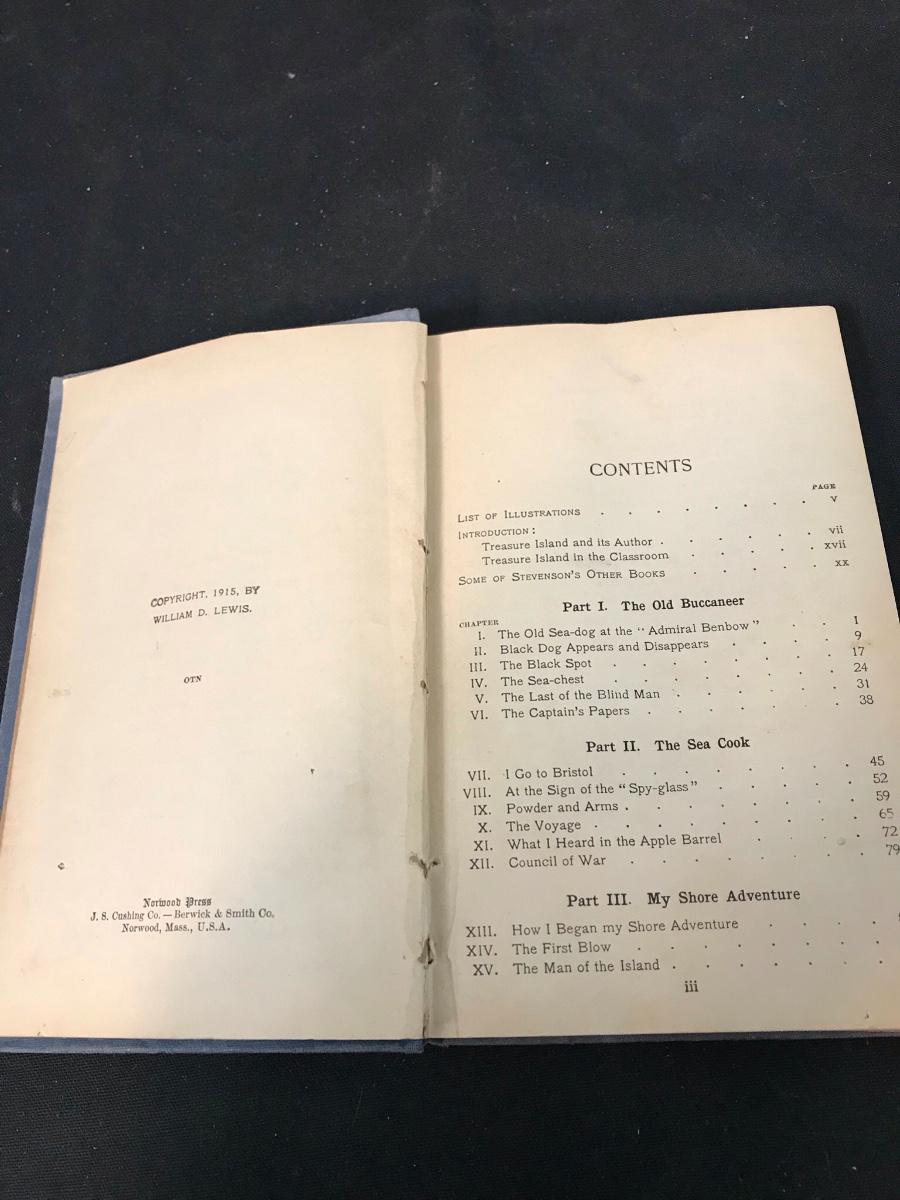 COPYRIGHT, 1915, BY
WILLIAM D. LEWIS.
OTN
Norwood Press
J. S. Cushing Co. — Berwick & Smith Co.
Norwood, Mass., U.S.A.
CONTENTS
PAGE
LIST OF ILLUSTRATIONS . . . . . . . v
INTRODUCTION:
Treasure Island and its Author . . . . . . vii
Treasure Island in the Classroom . . . . . xvii
SOME OF STEVENSON'S OTHER BOOKS . . . . . xx
Part I. The Old Buccaneer
CHAPTER
I. The Old Sea-dog at the "Admiral Benbow" . . . 1
II. Black Dog Appears and Disappears . . . . . 9
III. The Black Spot . . . . . . . . 17
IV. The Sea-chest . . . . . . . . 24
V. The Last of the Blind Man . . . . . . 31
VI. The Captain's Papers . . . . . . . 38
Part II. The Sea Cook
VII. I Go to Bristol . . . . . . . . 45
VIII. At the Sign of the "Spy-glass" . . . . . 52
IX. Powder and Arms . . . . . . . . 59
X. The Voyage . . . . . . . . . 65
XI. What I Heard in the Apple Barrel . . . . 72
XII. Council of War . . . . . . . . 79
Part III. My Shore Adventure
XIII. How I Began my Shore Adventure . . . .
XIV. The First Blow . . . . . . . .
XV. The Man of the Island . . . . . . .
iii